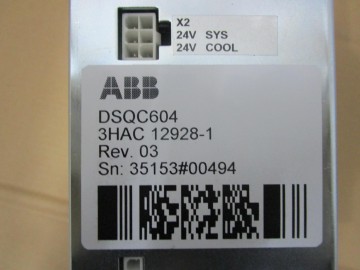 X2
24V SYS
24V COOL
ABB
DSQC604
3HAC 12928-1
Rev. 03
Sn: 35153#00494